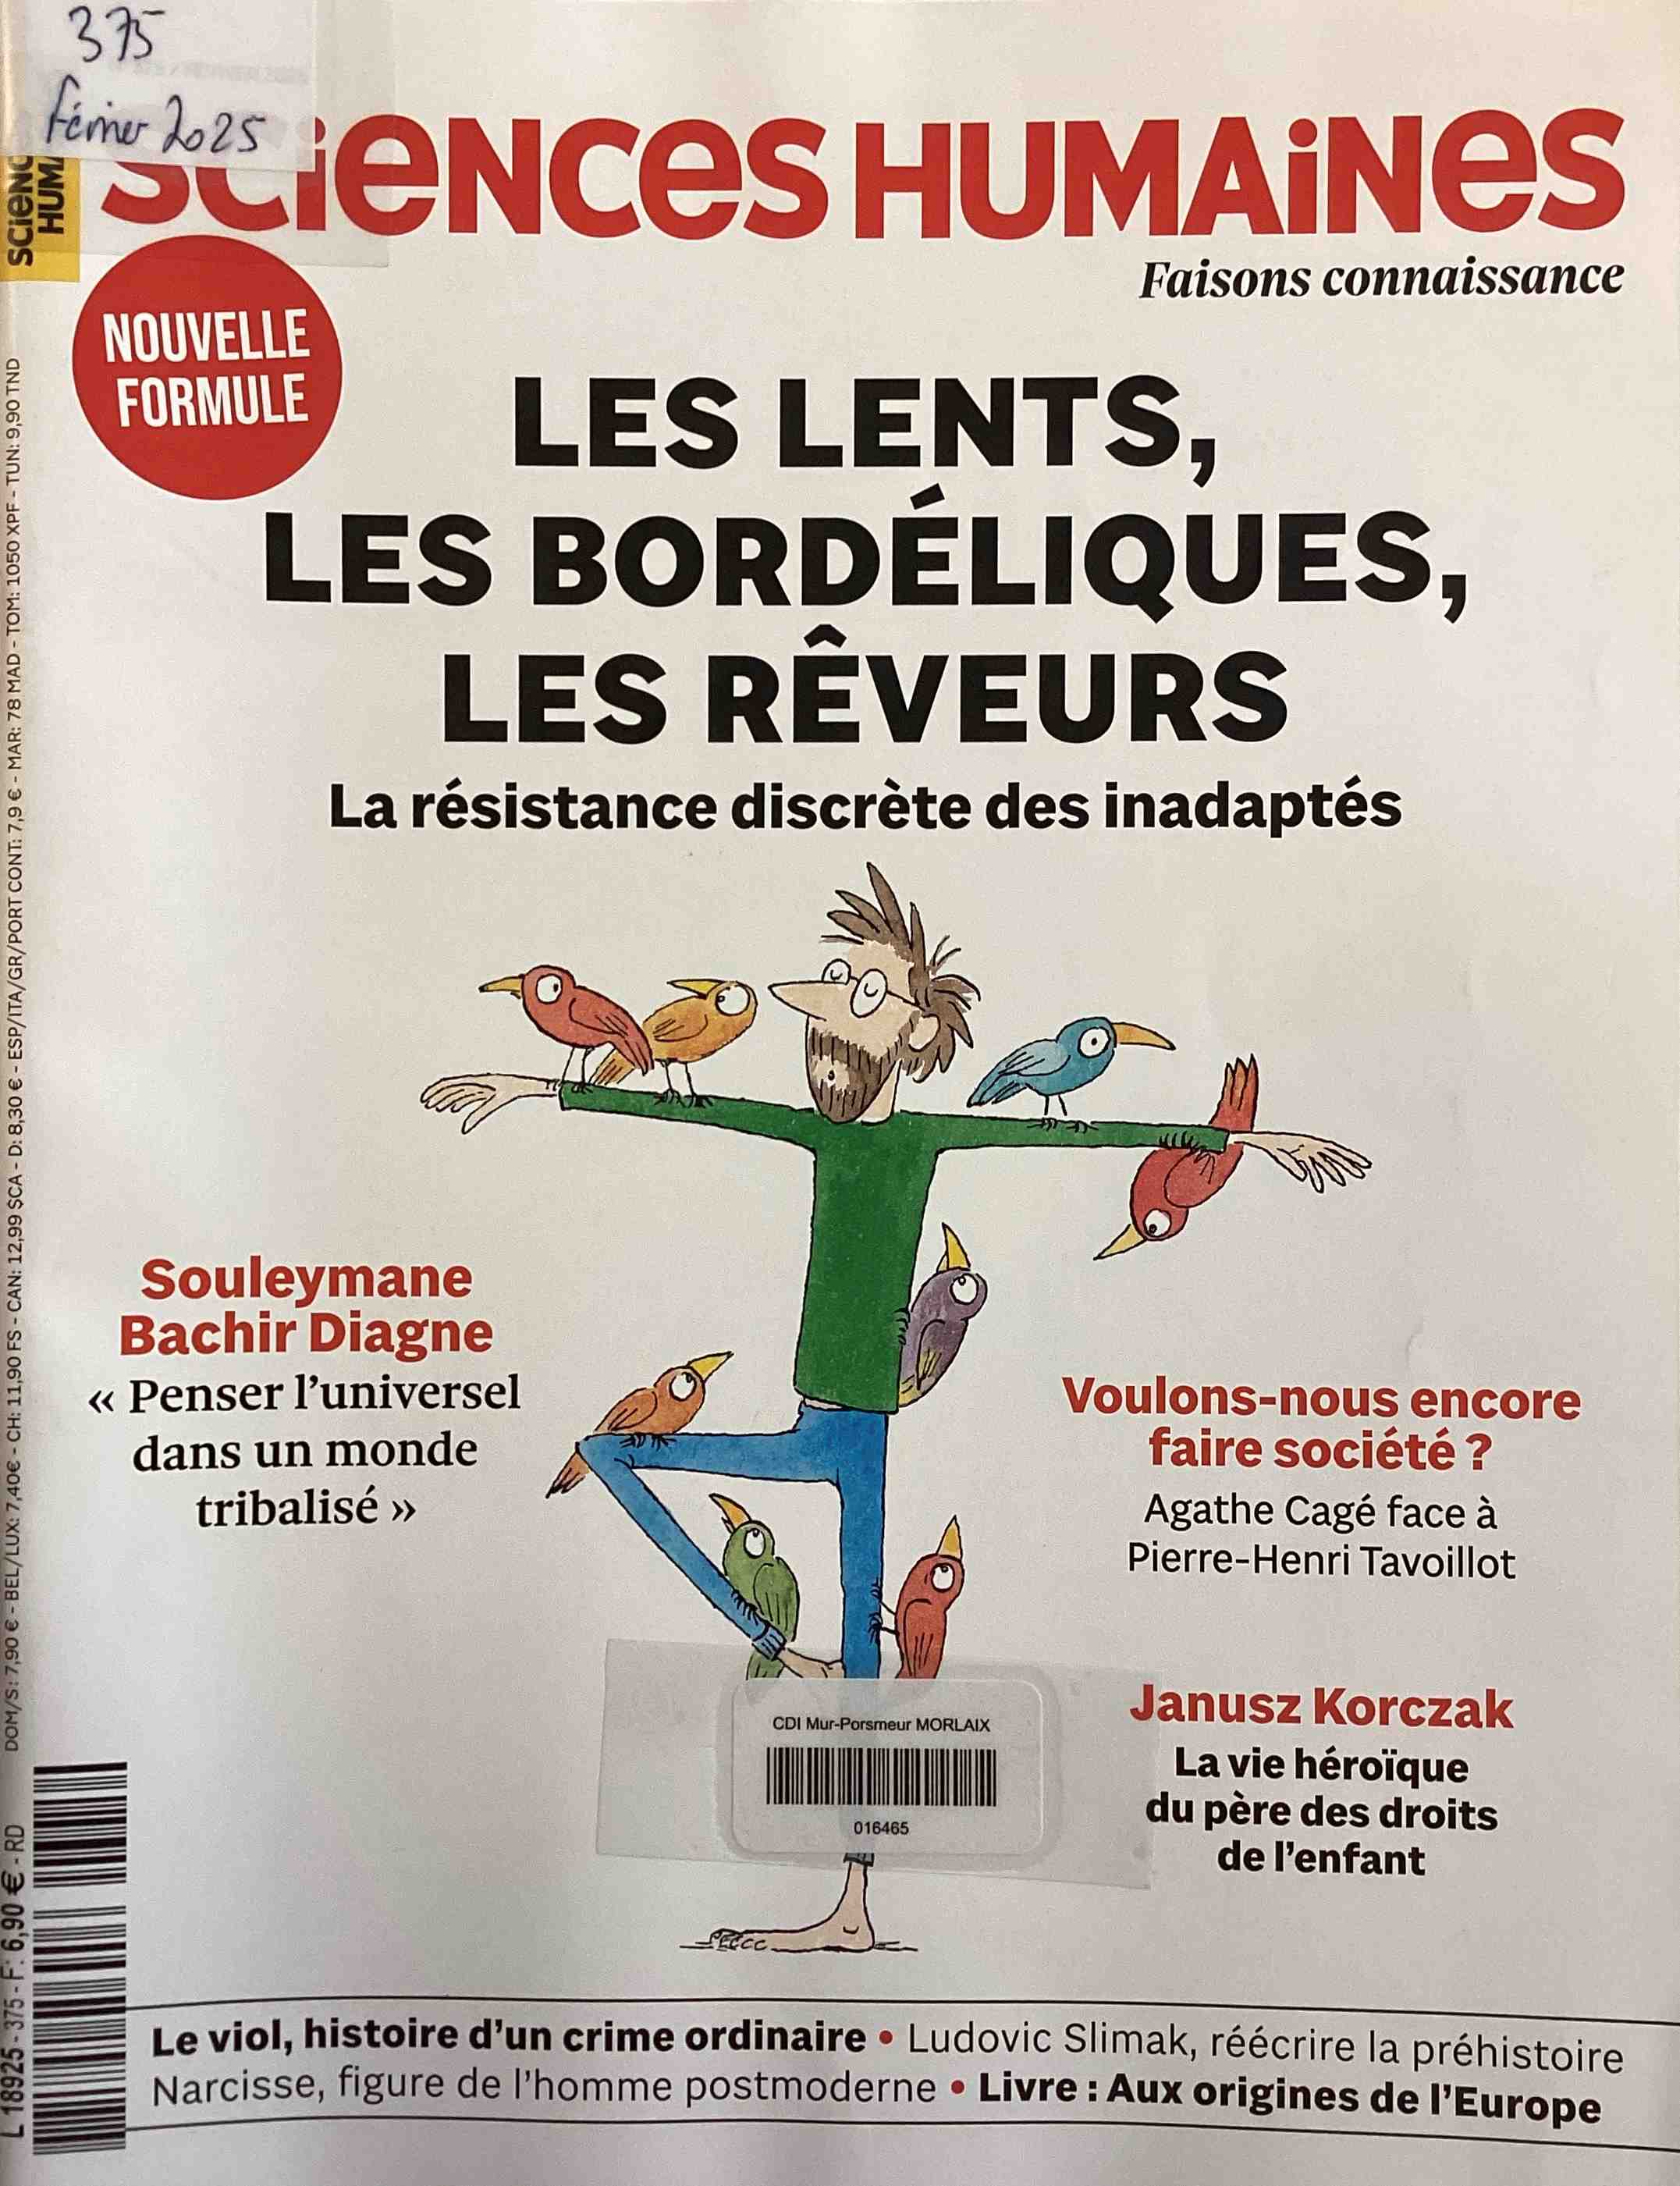 375
février 2025
SCIENCES HUMAINES
SCIENCES HUMAINES
Faisons connaissance
NOUVELLE
FORMULE
LES LENTS,
LES BORDÉLIQUES,
LES RÊVEURS
La résistance discrète des inadaptés
Souleymane
Bachir Diagne
« Penser l’universel
dans un monde
tribalisé »
Voulons-nous encore
faire société ?
Agathe Cagé face à
Pierre-Henri Tavoillot
Janusz Korczak
La vie héroïque
du père des droits
de l’enfant
CDI Mur-Porsmeur MORLAIX
016465
Le viol, histoire d’un crime ordinaire • Ludovic Slimak, réécrire la préhistoire
Narcisse, figure de l’homme postmoderne • Livre : Aux origines de l’Europe
L 18925 - 375 - F: 6,90 € - RD
DOM/S: 7,90 € - BEL/LUX: 7,40€ - CH: 11,90 FS - CAN: 12,99 $CA - D: 8,30 € - ESP/ITA/GR/PORT CONT: 7,9 € - MAR: 78 MAD - TOM: 1050 XPF - TUN: 9,90 TND